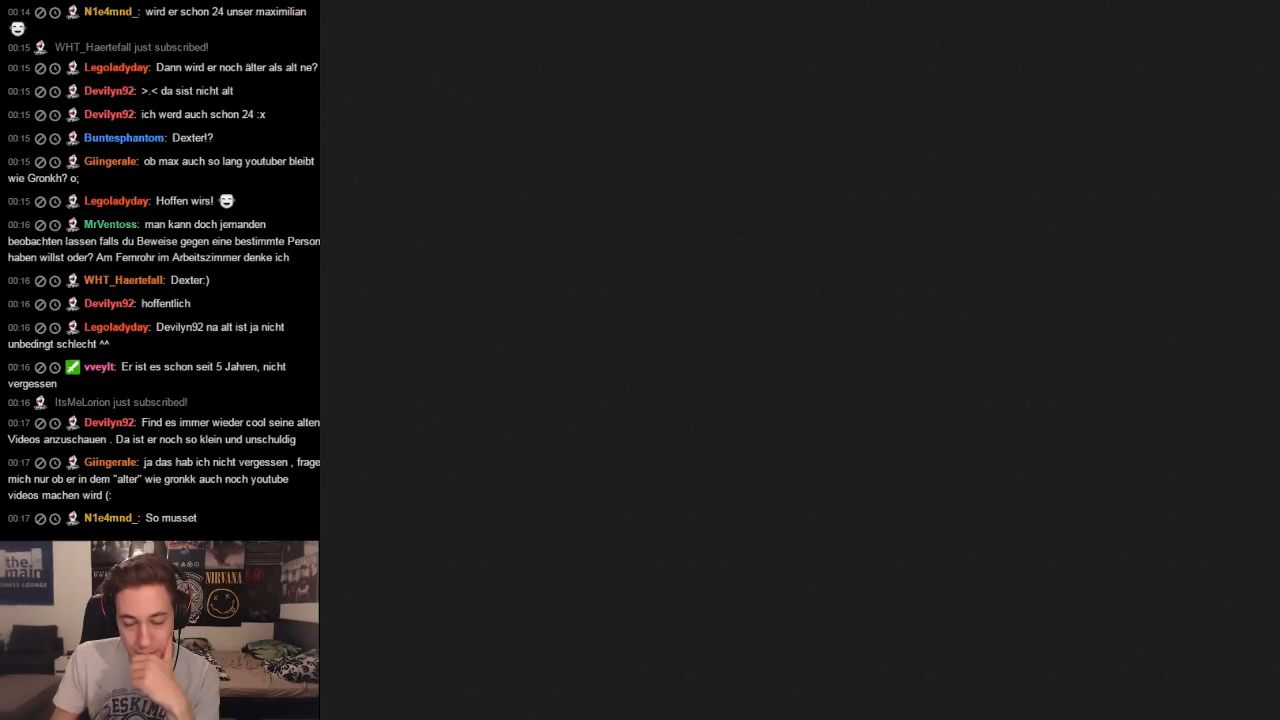 00:14 N1e4mnd_: wird er schon 24 unser maximilian
00:15 WHT_Haertefall just subscribed!
00:15 Legoladyday: Dann wird er noch älter als alt ne?
00:15 Devilyn92: >.< da sist nicht alt
00:15 Devilyn92: ich werd auch schon 24 :x
00:15 Buntesphantom: Dexter!?
00:15 Giingerale: ob max auch so lang youtuber bleibt
wie Gronkh? o;
00:15 Legoladyday: Hoffen wirs!
00:16 MrVentoss: man kann doch jemanden
beobachten lassen falls du Beweise gegen eine bestimmte Person
haben willst oder? Am Fernrohr im Arbeitszimmer denke ich
00:16 WHT_Haertefall: Dexter:)
00:16 Devilyn92: hoffentlich
00:16 Legoladyday: Devilyn92 na alt ist ja nicht
unbedingt schlecht ^^
00:16 vveylt: Er ist es schon seit 5 Jahren, nicht
vergessen
00:16 ItsMeLorion just subscribed!
00:17 Devilyn92: Find es immer wieder cool seine alten
Videos anzuschauen . Da ist er noch so klein und unschuldig
00:17 Giingerale: ja das hab ich nicht vergessen , frage
mich nur ob er in dem "alter" wie gronkk auch noch youtube
videos machen wird (:
00:17 N1e4mnd_: So musset
the
main
LOUNGE
NIRVANA
ESKIMO